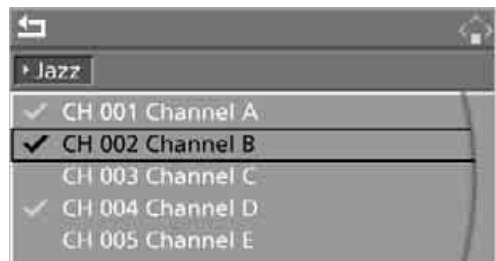 Jazz
CH 001 Channel A
CH 002 Channel B
CH 003 Channel C
CH 004 Channel D
CH 005 Channel E